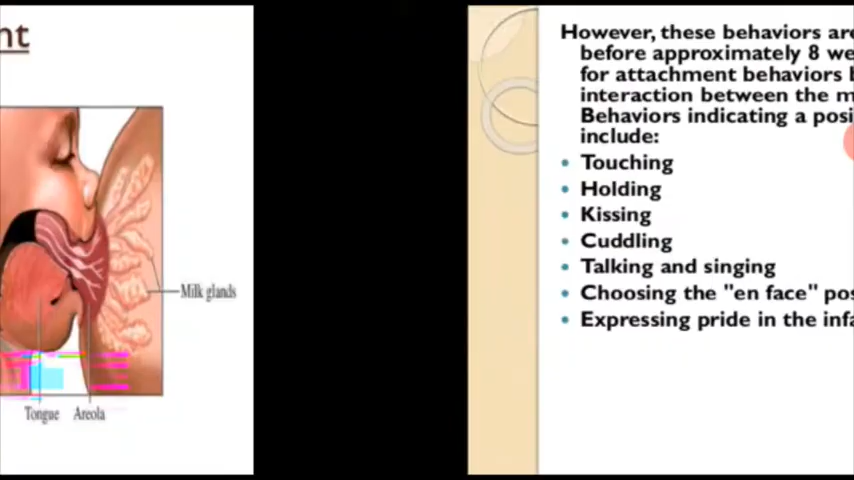 nt
Milk glands
Tongue Areola
However, these behaviors are
before approximately 8 we
for attachment behaviors b
interaction between the m
Behaviors indicating a posi
include:
• Touching
• Holding
• Kissing
• Cuddling
• Talking and singing
• Choosing the "en face" pos
• Expressing pride in the infa